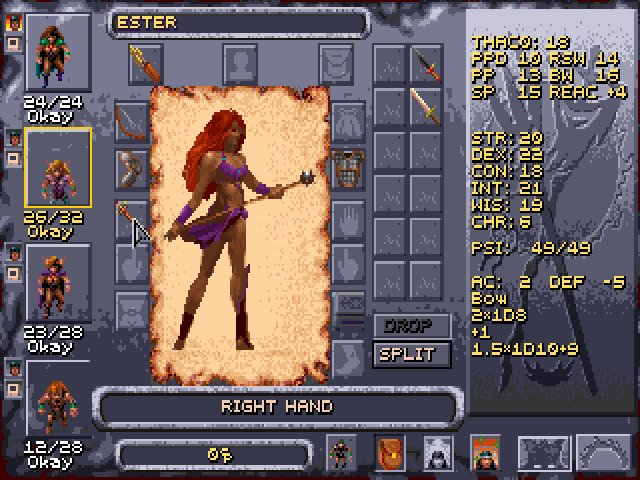 ESTER
24/24
Okay
26/32
Okay
23/28
Okay
12/28
Okay
DROP
SPLIT
RIGHT HAND
0
THAC0: 18
PPD 10 RSW 14
PP 13 BW 16
SP 15 REAC +4
STR: 20
DEX: 22
CON: 18
INT: 21
WIS: 19
CHR: 6
PSI: 49/49
AC: 2 DEF -5
Bow
2x1D8
+1
1.5x1D10+9